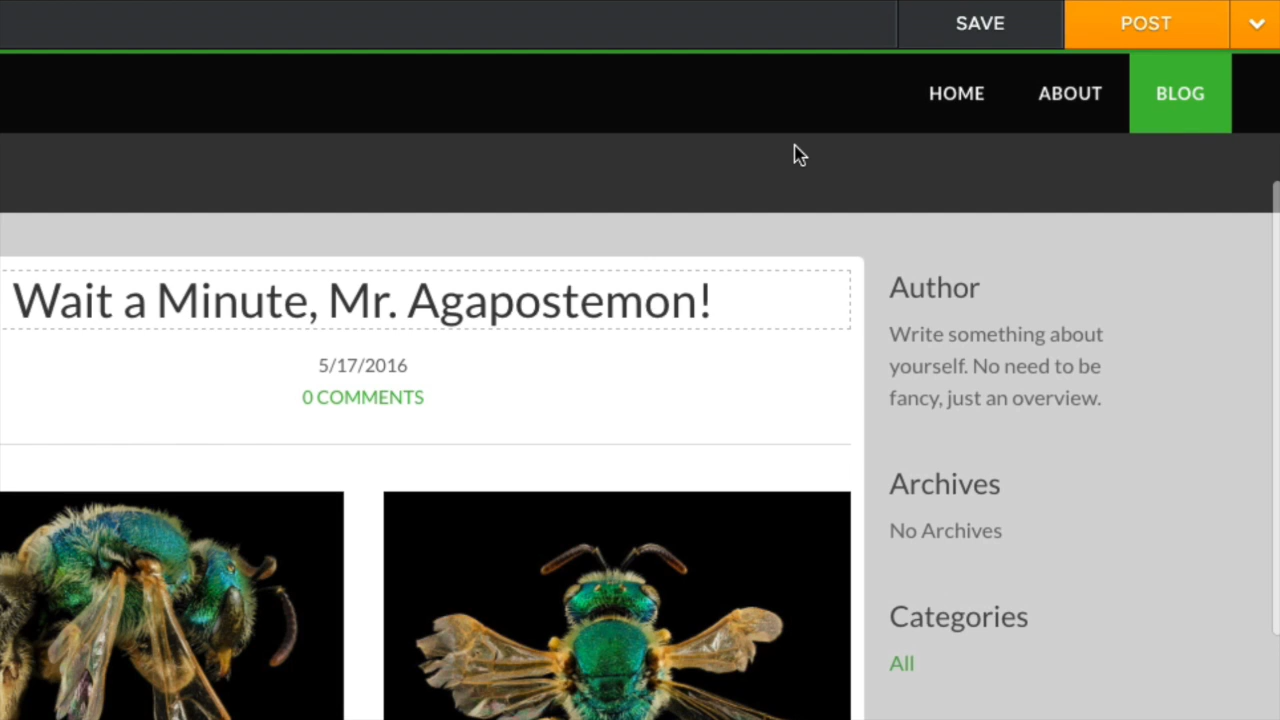 SAVE POST
HOME ABOUT BLOG
Wait a Minute, Mr. Agapostemon!
5/17/2016
0 COMMENTS
Author
Write something about
yourself. No need to be
fancy, just an overview.
Archives
No Archives
Categories
All